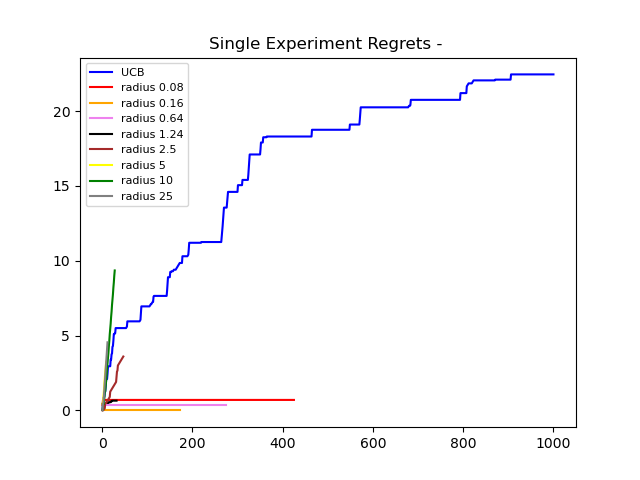 Single Experiment Regrets -
UCB
radius 0.08
radius 0.16
radius 0.64
radius 1.24
radius 2.5
radius 5
radius 10
radius 25
20
15
10
5
0
0 200 400 600 800 1000